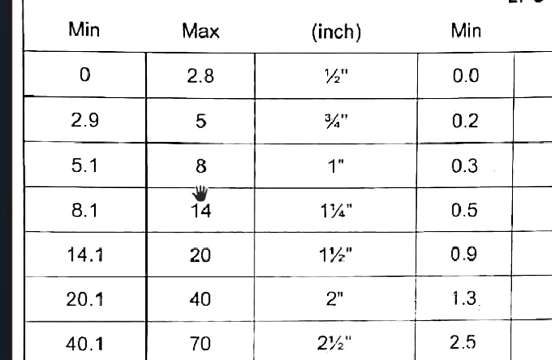 Min Max (inch) Min
0 2.8 ½" 0.0
2.9 5 ¾" 0.2
5.1 8 1" 0.3
8.1 14 1¼" 0.5
14.1 20 1½" 0.9
20.1 40 2" 1.3
40.1 70 2½" 2.5